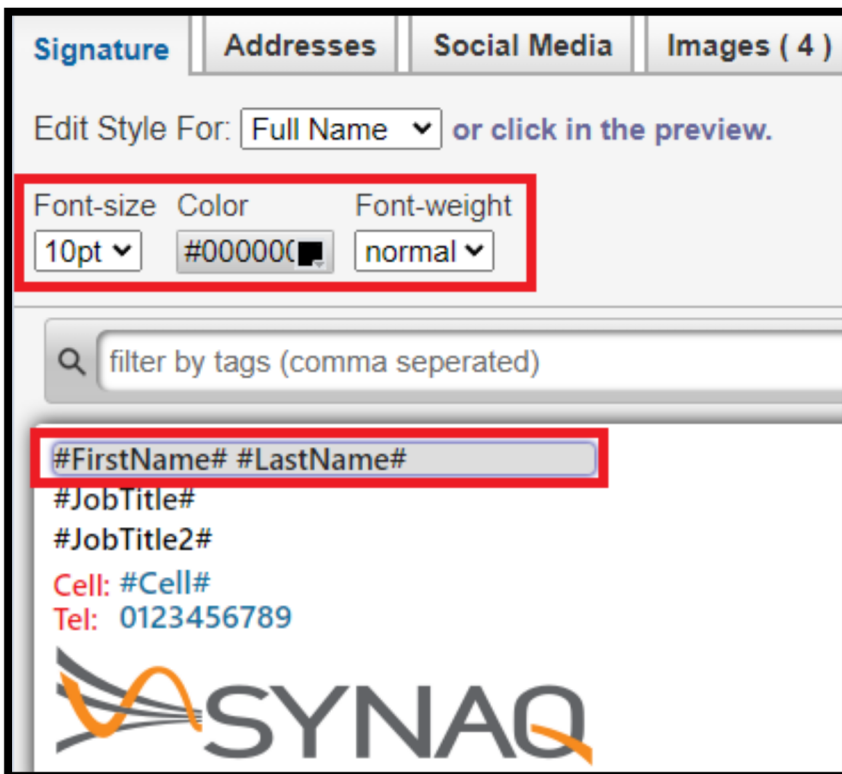 Signature Addresses Social Media Images ( 4 )
Edit Style For: Full Name or click in the preview.
Font-size Color Font-weight
10pt #000000 normal
filter by tags (comma seperated)
#FirstName# #LastName#
#JobTitle#
#JobTitle2#
Cell: #Cell#
Tel: 0123456789
SYNAQ